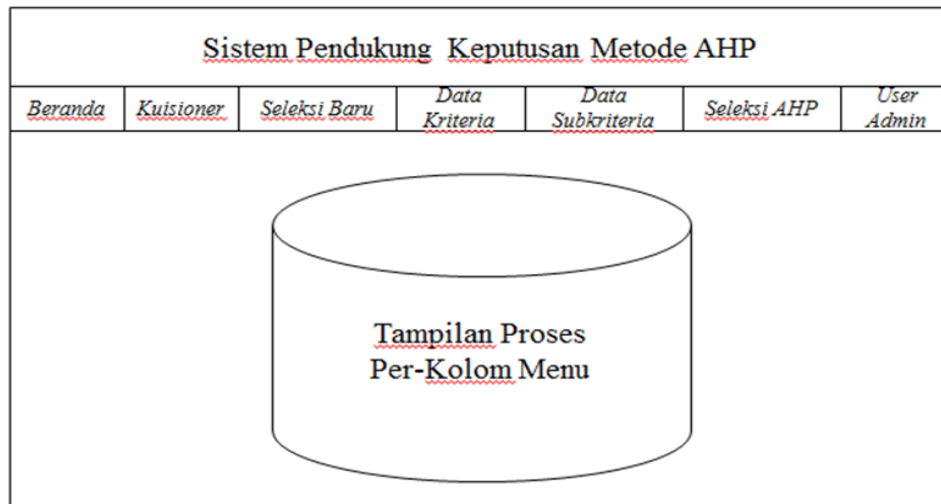 Sistem Pendukung Keputusan Metode AHP
Beranda Kuisioner Seleksi Baru Data Kriteria Data Subkriteria Seleksi AHP User Admin
Tampilan Proses
Per-Kolom Menu